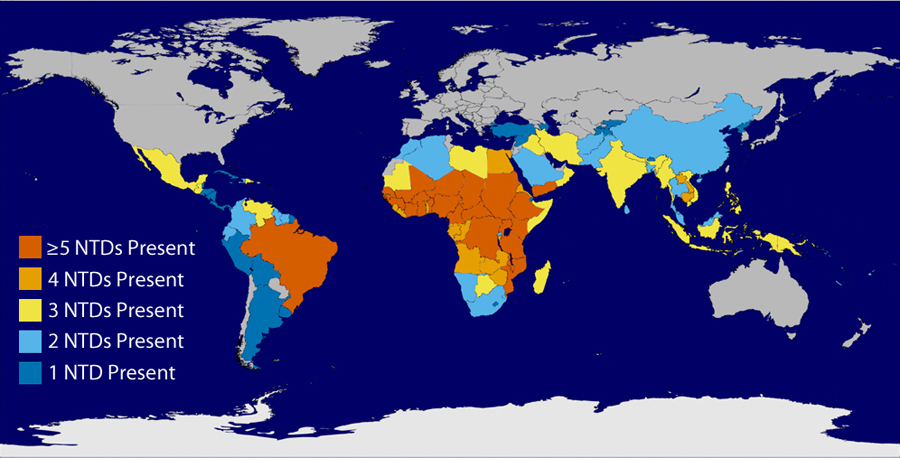 ≥5 NTDs Present
4 NTDs Present
3 NTDs Present
2 NTDs Present
1 NTD Present